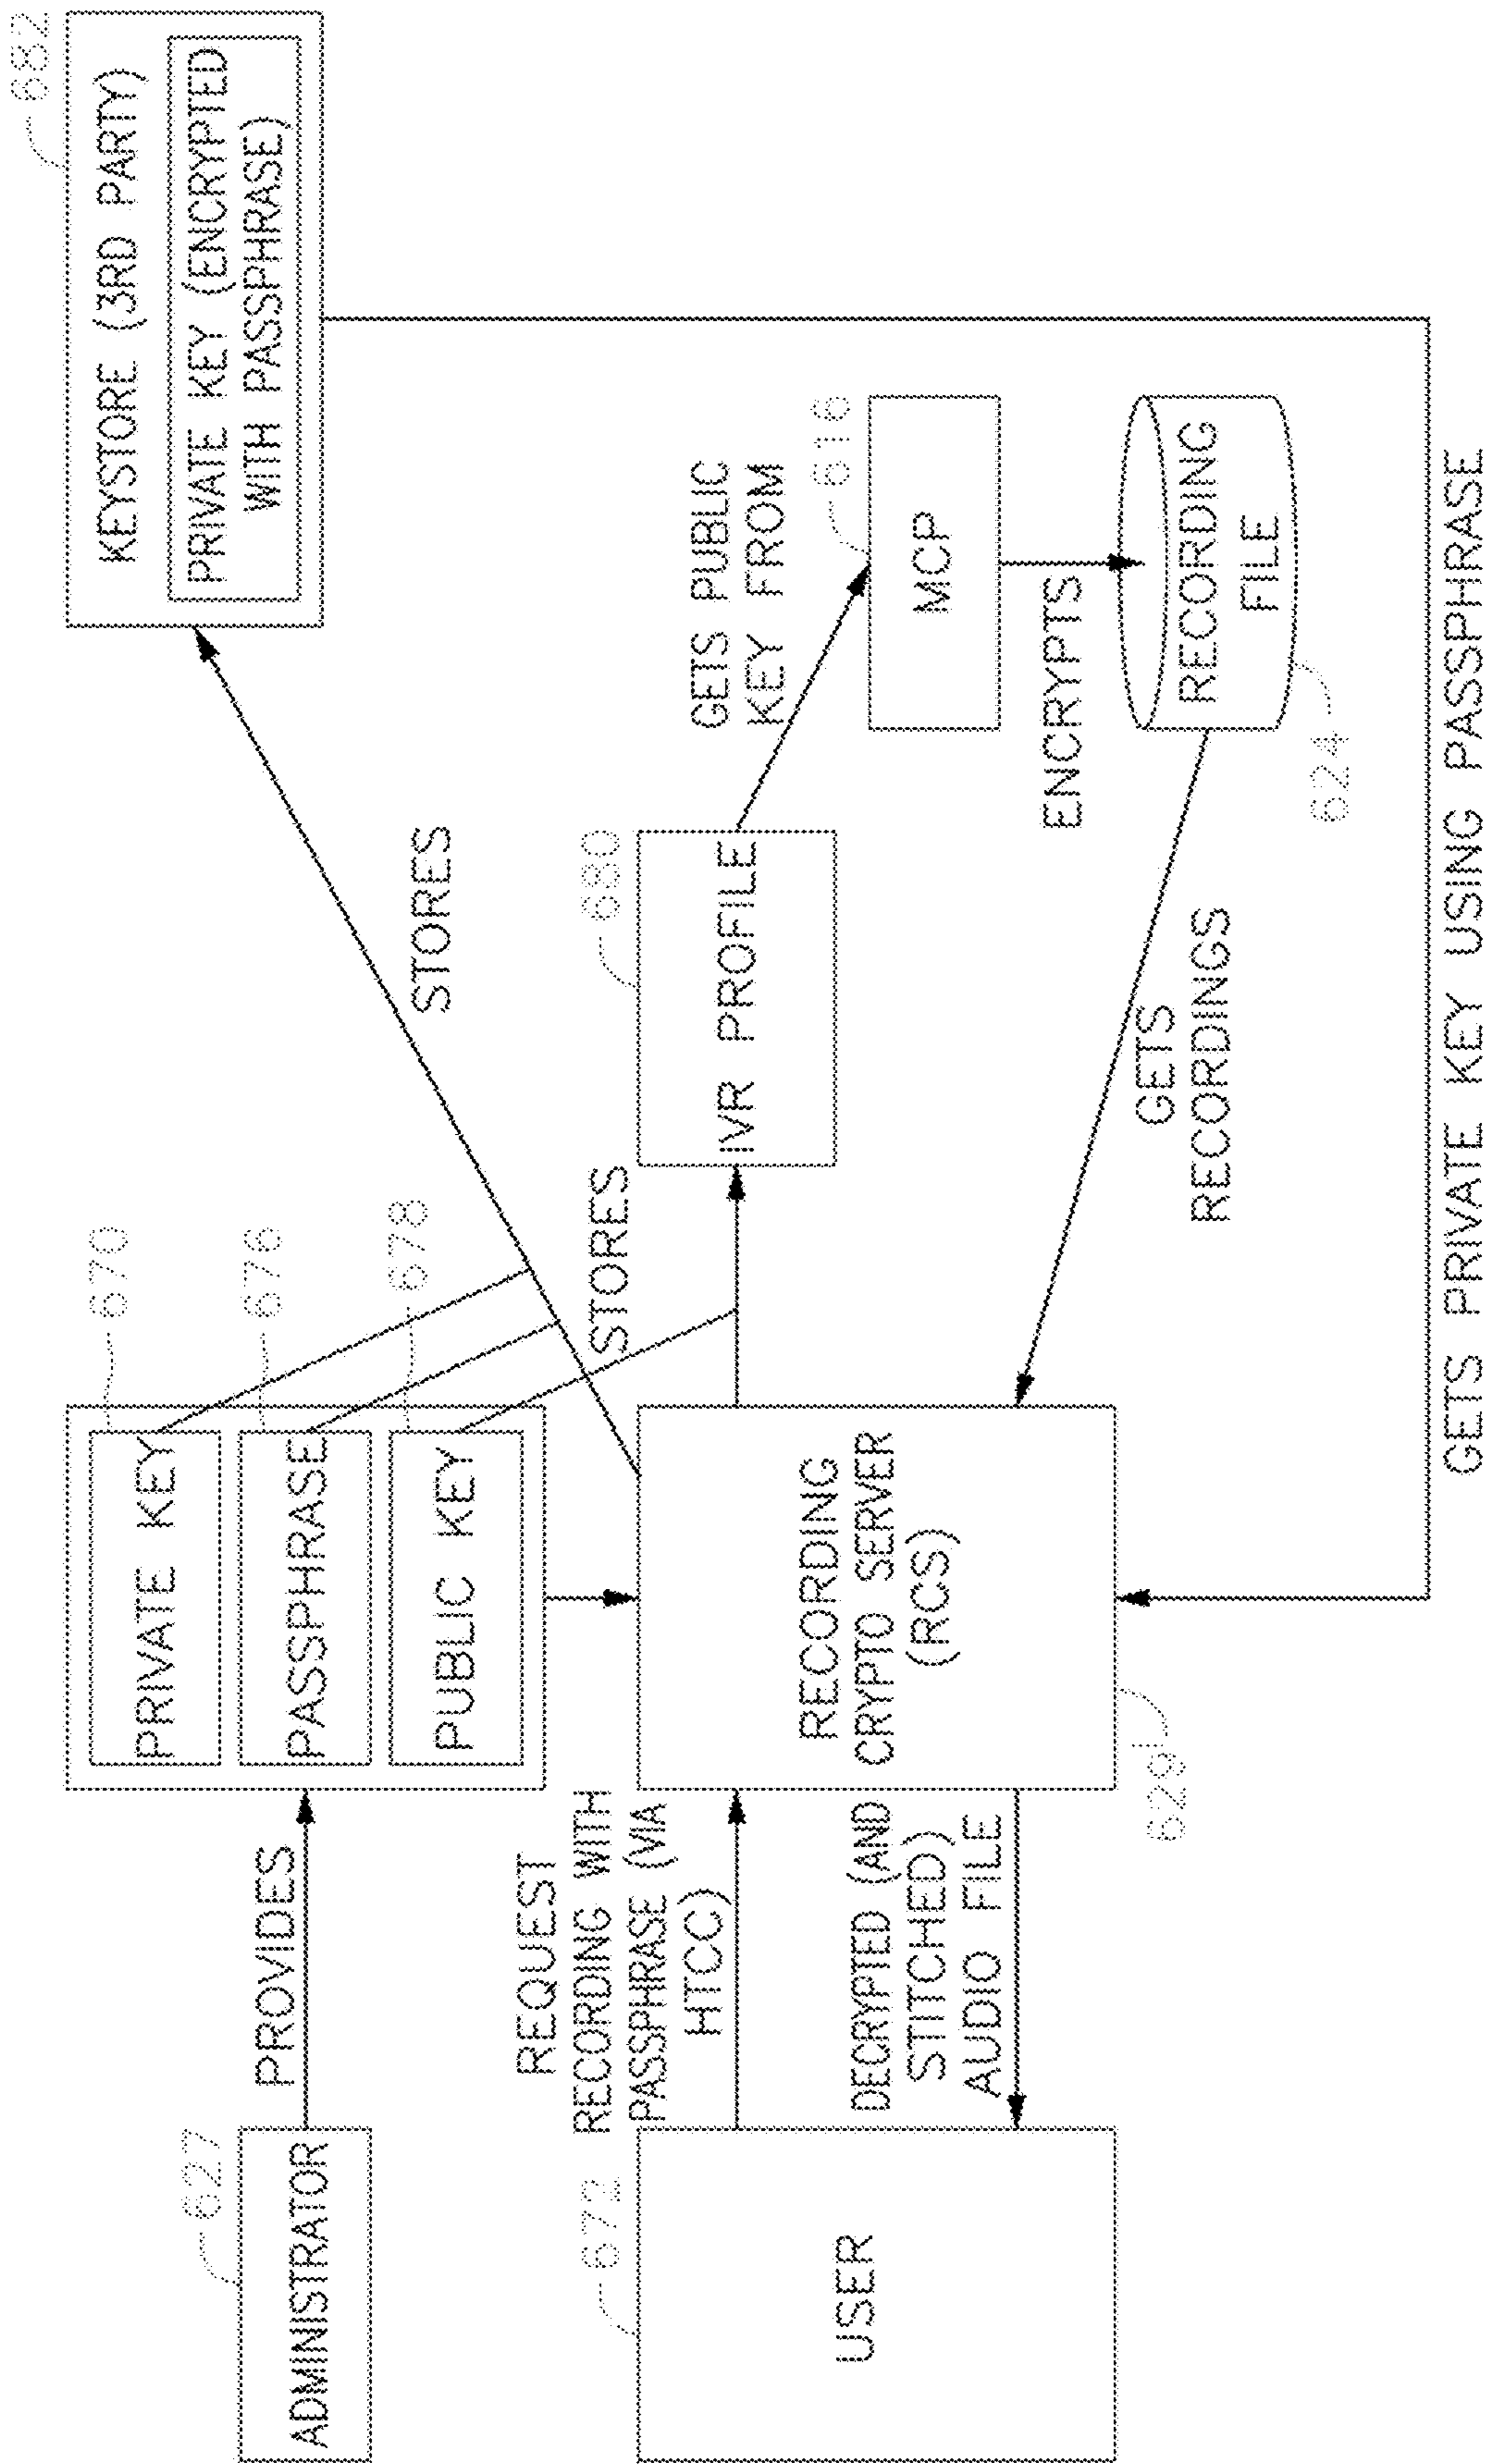 682
KEYSTORE (3RD PARTY)
PRIVATE KEY (ENCRYPTED
WITH PASSPHRASE)
670
676
678
PRIVATE KEY
PASSPHRASE
PUBLIC KEY
PROVIDES
627
ADMINISTRATOR
STORES
STORES
680
IVR PROFILE
GETS PUBLIC
KEY FROM
616
MCP
ENCRYPTS
RECORDING
FILE
624
GETS
RECORDINGS
RECORDING
CRYPTO SERVER
(RCS)
629
REQUEST
RECORDING WITH
PASSPHRASE (VIA
HTCC)
DECRYPTED (AND
STITCHED)
AUDIO FILE
672
USER
GETS PRIVATE KEY USING PASSPHRASE